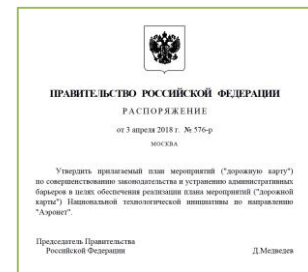 ПРАВИТЕЛЬСТВО РОССИЙСКОЙ ФЕДЕРАЦИИ
РАСПОРЯЖЕНИЕ
от 3 апреля 2018 г. № 576-р
МОСКВА
Утвердить прилагаемый план мероприятий ("дорожную карту")
по совершенствованию законодательства и устранению административных
барьеров в целях обеспечения реализации плана мероприятий ("дорожной
карты") Национальной технологической инициативы по направлению
"Аэронет".
Председатель Правительства
Российской Федерации
Д.Медведев